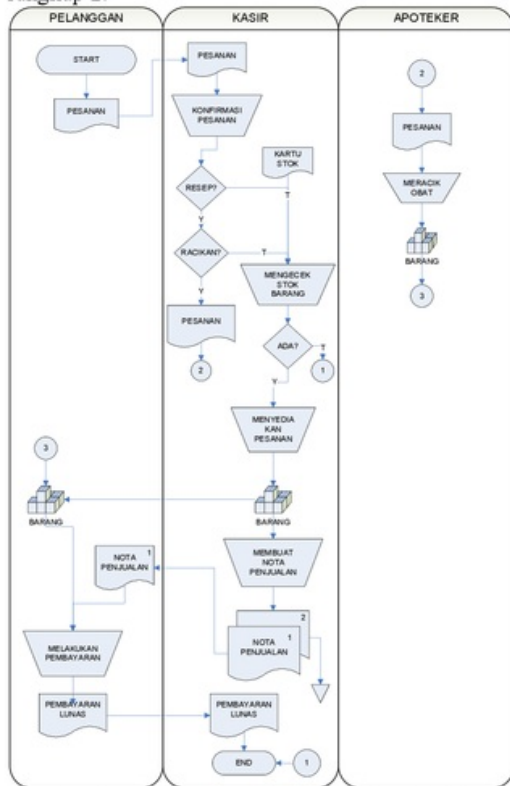 PELANGGAN
KASIR
APOTEKER
START
PESANAN
PESANAN
KONFIRMASI
PESANAN
KARTU
STOK
RESEP?
T
Y
RACIKAN?
T
Y
MENGECEK
STOK
BARANG
PESANAN
2
ADA?
T
1
Y
MENYEDIA
KAN
PESANAN
3
BARANG
BARANG
NOTA
PENJUALAN
1
MEMBUAT
NOTA
PENJUALAN
2
NOTA
PENJUALAN
1
MELAKUKAN
PEMBAYARAN
PEMBAYARAN
LUNAS
PEMBAYARAN
LUNAS
END
1
2
PESANAN
MERACIK
OBAT
BARANG
3